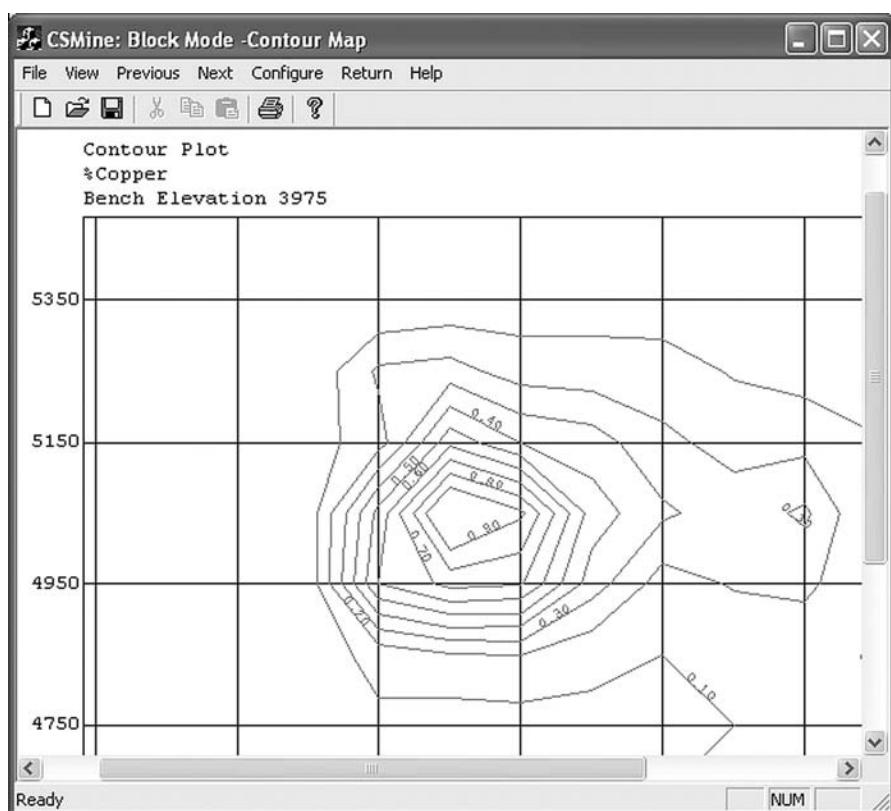 CSMine: Block Mode -Contour Map
File View Previous Next Configure Return Help
Contour Plot
%Copper
Bench Elevation 3975
5350
5150
4950
4750
0.40
0.50
0.60
0.80
0.90
0.70
0.20
0.30
0.10
Ready
NUM